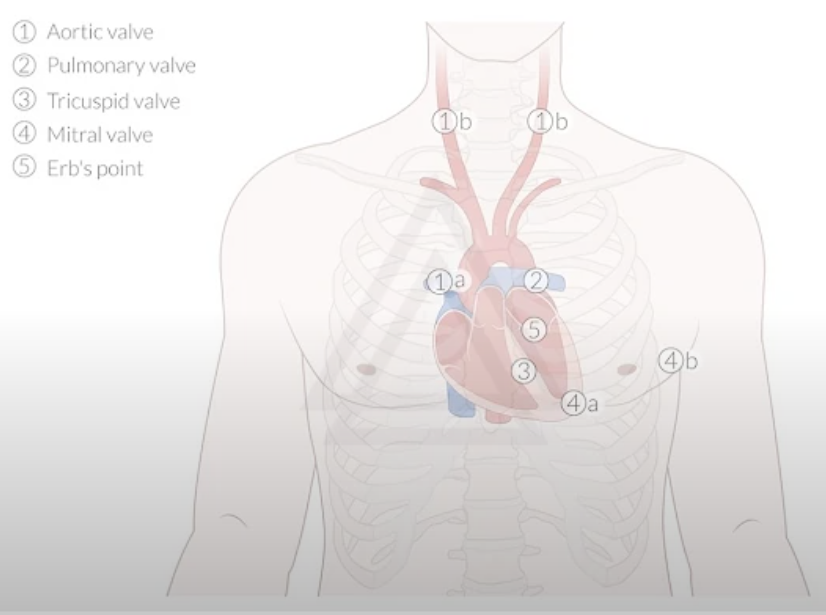 ① Aortic valve
② Pulmonary valve
③ Tricuspid valve
④ Mitral valve
⑤ Erb's point
①b ①b
①a ②
⑤
④b
③
④a